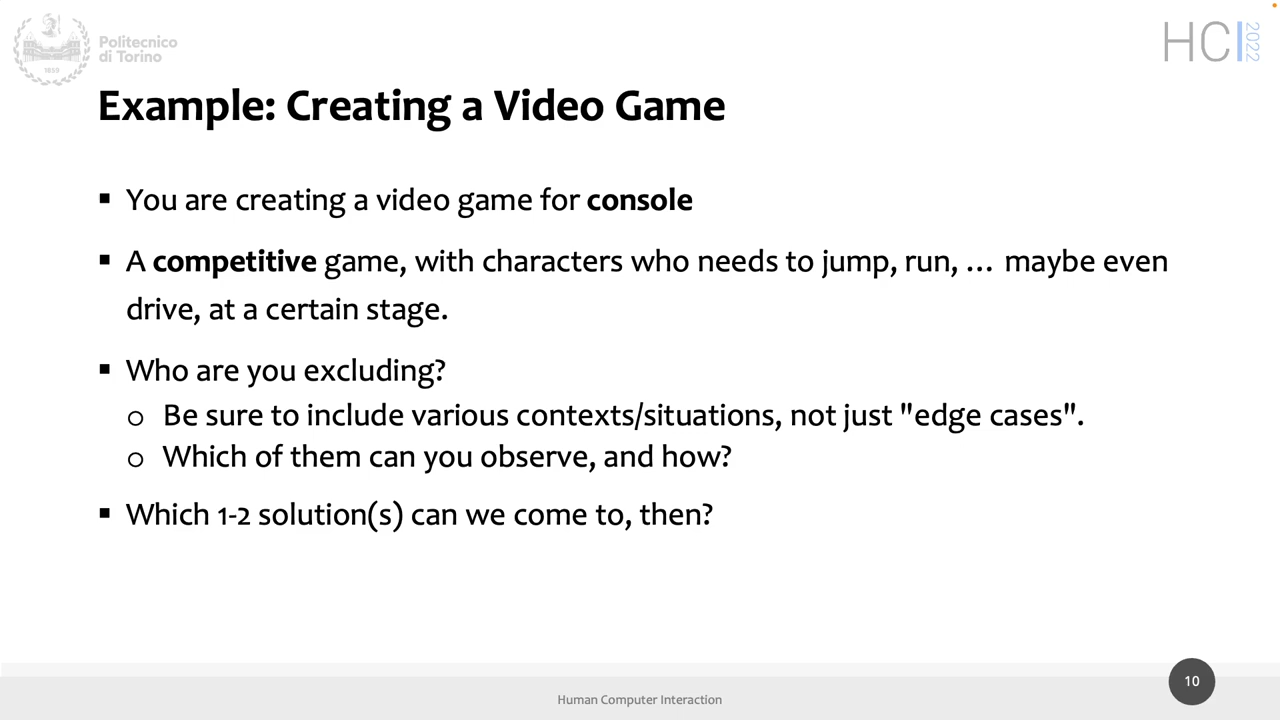 Politecnico
di Torino
1859
HCI 2022
Example: Creating a Video Game
▪ You are creating a video game for console
▪ A competitive game, with characters who needs to jump, run, … maybe even
drive, at a certain stage.
▪ Who are you excluding?
o Be sure to include various contexts/situations, not just "edge cases".
o Which of them can you observe, and how?
▪ Which 1-2 solution(s) can we come to, then?
Human Computer Interaction
10